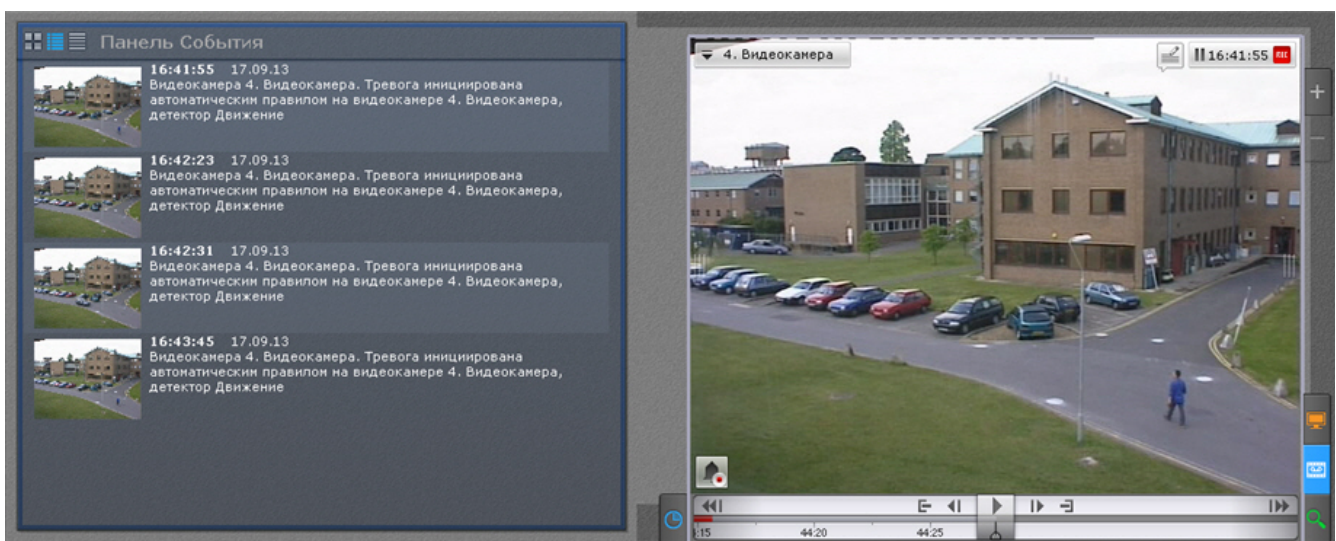 Панель События
16:41:55 17.09.13
Видеокамера 4. Видеокамера. Тревога инициирована
автоматическим правилом на видеокамере 4. Видеокамера,
детектор Движение
16:42:23 17.09.13
Видеокамера 4. Видеокамера. Тревога инициирована
автоматическим правилом на видеокамере 4. Видеокамера,
детектор Движение
16:42:31 17.09.13
Видеокамера 4. Видеокамера. Тревога инициирована
автоматическим правилом на видеокамере 4. Видеокамера,
детектор Движение
16:43:45 17.09.13
Видеокамера 4. Видеокамера. Тревога инициирована
автоматическим правилом на видеокамере 4. Видеокамера,
детектор Движение
4. Видеокамера
16:41:55 REC
:15 44:20 44:25